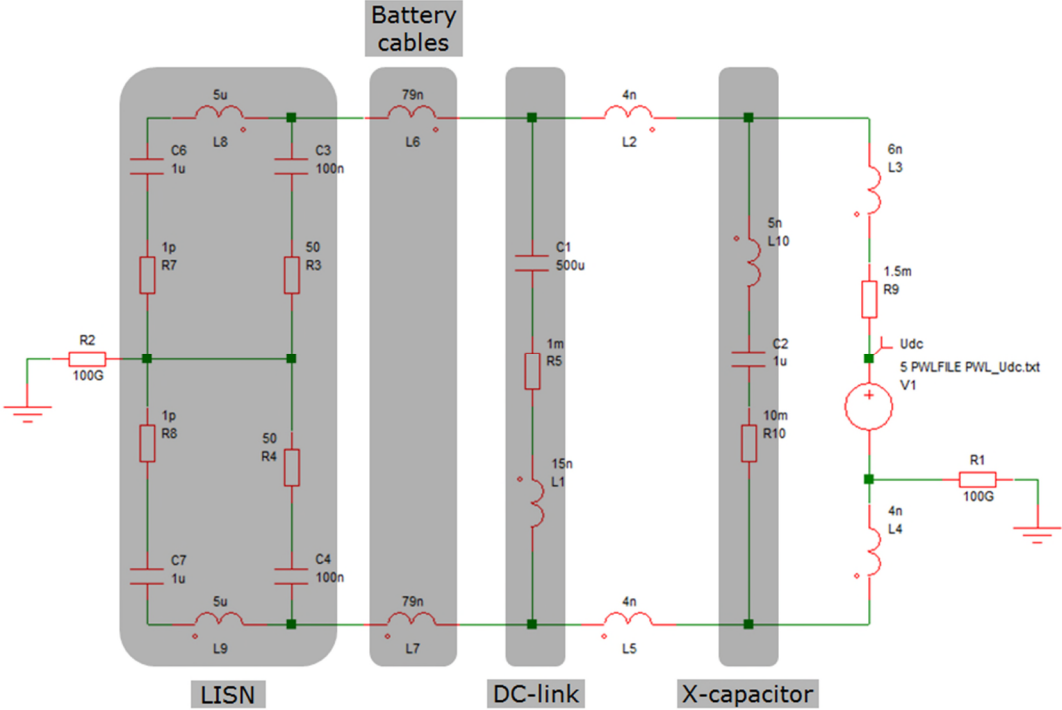 Battery
cables
5u
L8
79n
L6
4n
L2
C6
1u
C3
100n
6n
L3
5n
L10
1p
R7
50
R3
C1
500u
1.5m
R9
R2
100G
1m
R5
C2
1u
Udc
5 PWLFILE PWL_Udc.txt
V1
1p
R8
50
R4
10m
R10
15n
L1
R1
100G
4n
L4
C7
1u
C4
100n
5u
L9
79n
L7
4n
L5
LISN
DC-link
X-capacitor